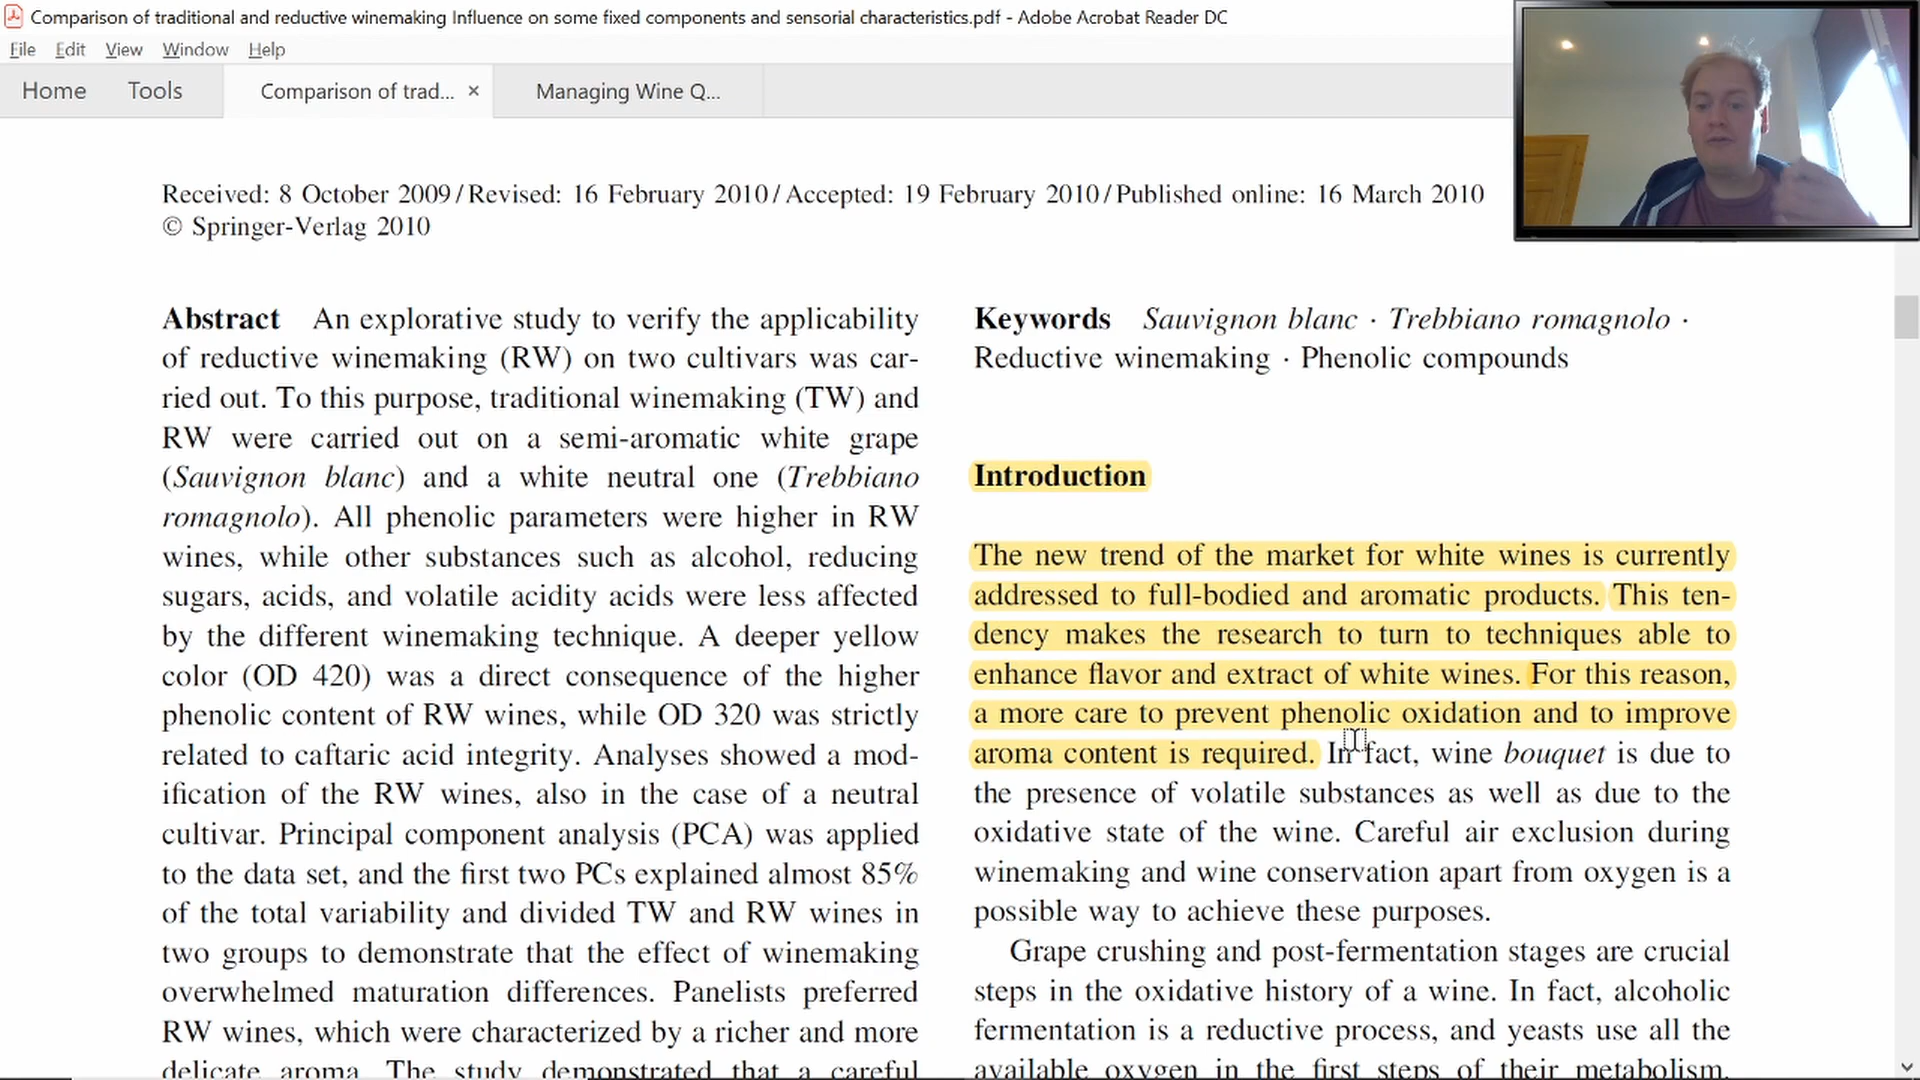 Comparison of traditional and reductive winemaking Influence on some fixed components and sensorial characteristics.pdf - Adobe Acrobat Reader DC
File Edit View Window Help
Home Tools Comparison of trad... × Managing Wine Q...
Received: 8 October 2009 / Revised: 16 February 2010 / Accepted: 19 February 2010 / Published online: 16 March 2010
© Springer-Verlag 2010
Abstract An explorative study to verify the applicability
of reductive winemaking (RW) on two cultivars was car-
ried out. To this purpose, traditional winemaking (TW) and
RW were carried out on a semi-aromatic white grape
(Sauvignon blanc) and a white neutral one (Trebbiano
romagnolo). All phenolic parameters were higher in RW
wines, while other substances such as alcohol, reducing
sugars, acids, and volatile acidity acids were less affected
by the different winemaking technique. A deeper yellow
color (OD 420) was a direct consequence of the higher
phenolic content of RW wines, while OD 320 was strictly
related to caftaric acid integrity. Analyses showed a mod-
ification of the RW wines, also in the case of a neutral
cultivar. Principal component analysis (PCA) was applied
to the data set, and the first two PCs explained almost 85%
of the total variability and divided TW and RW wines in
two groups to demonstrate that the effect of winemaking
overwhelmed maturation differences. Panelists preferred
RW wines, which were characterized by a richer and more
delicate aroma. The study demonstrated that a careful
Keywords Sauvignon blanc · Trebbiano romagnolo ·
Reductive winemaking · Phenolic compounds
Introduction
The new trend of the market for white wines is currently
addressed to full-bodied and aromatic products. This ten-
dency makes the research to turn to techniques able to
enhance flavor and extract of white wines. For this reason,
a more care to prevent phenolic oxidation and to improve
aroma content is required. In fact, wine bouquet is due to
the presence of volatile substances as well as due to the
oxidative state of the wine. Careful air exclusion during
winemaking and wine conservation apart from oxygen is a
possible way to achieve these purposes.
Grape crushing and post-fermentation stages are crucial
steps in the oxidative history of a wine. In fact, alcoholic
fermentation is a reductive process, and yeasts use all the
available oxygen in the first steps of their metabolism.